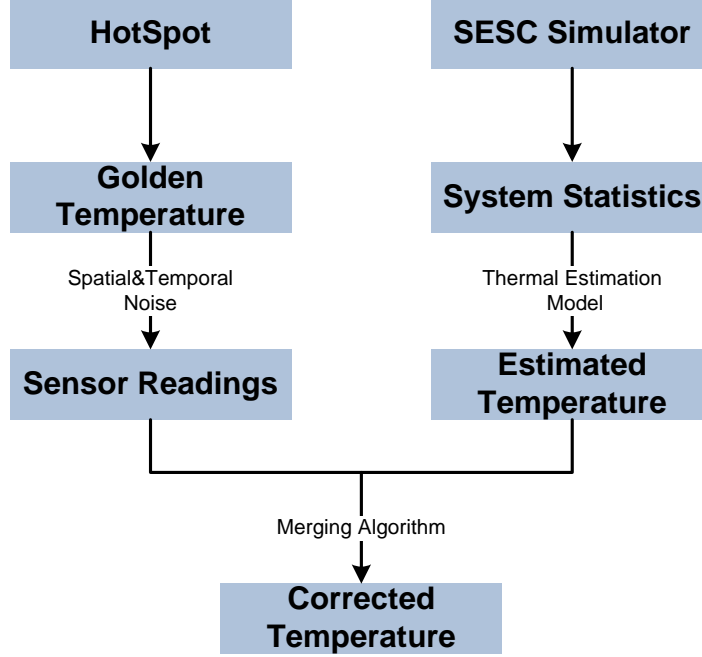 HotSpot
SESC Simulator
Golden
Temperature
System Statistics
Spatial&Temporal
Noise
Thermal Estimation
Model
Sensor Readings
Estimated
Temperature
Merging Algorithm
Corrected
Temperature